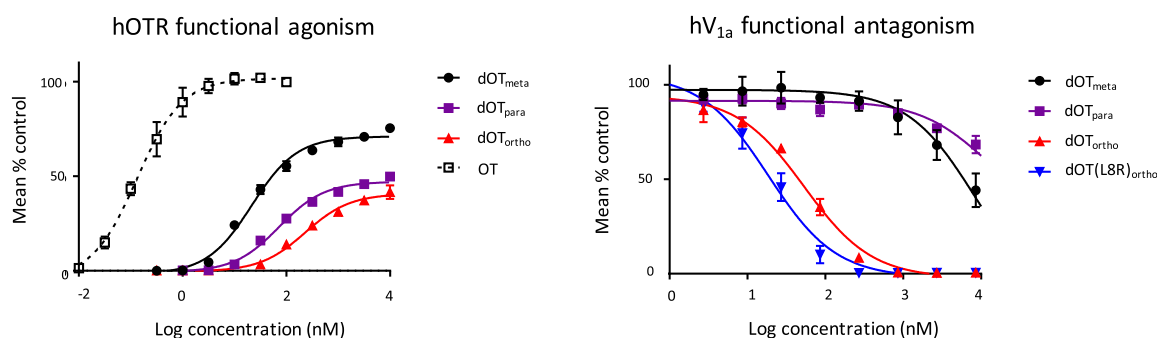 hOTR functional agonism
Mean % control
100
50
0
-2
0
2
4
Log concentration (nM)
dOTmeta
dOTpara
dOTortho
OT
hV1a functional antagonism
Mean % control
100
50
0
0
1
2
3
4
Log concentration (nM)
dOTmeta
dOTpara
dOTortho
dOT(L8R)ortho